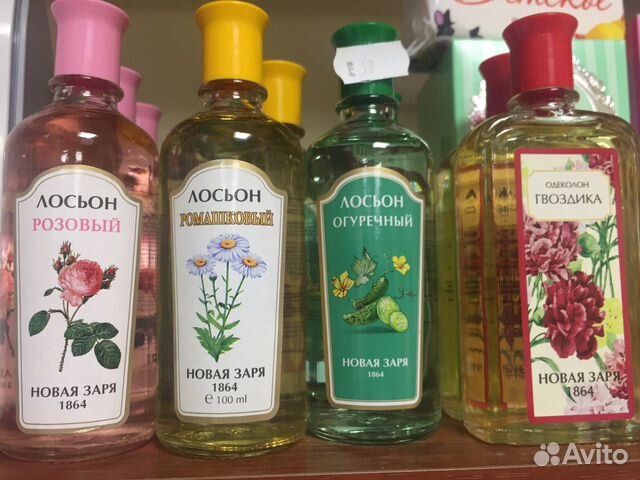 ЛОСЬОН
РОЗОВЫЙ
НОВАЯ ЗАРЯ
1864
ЛОСЬОН
РОМАШКОВЫЙ
НОВАЯ ЗАРЯ
1864
℮ 100 ml
99
ЛОСЬОН
ОГУРЕЧНЫЙ
НОВАЯ ЗАРЯ
1864
ОДЕКОЛОН
ГВОЗДИКА
НОВАЯ ЗАРЯ
1864
Avito